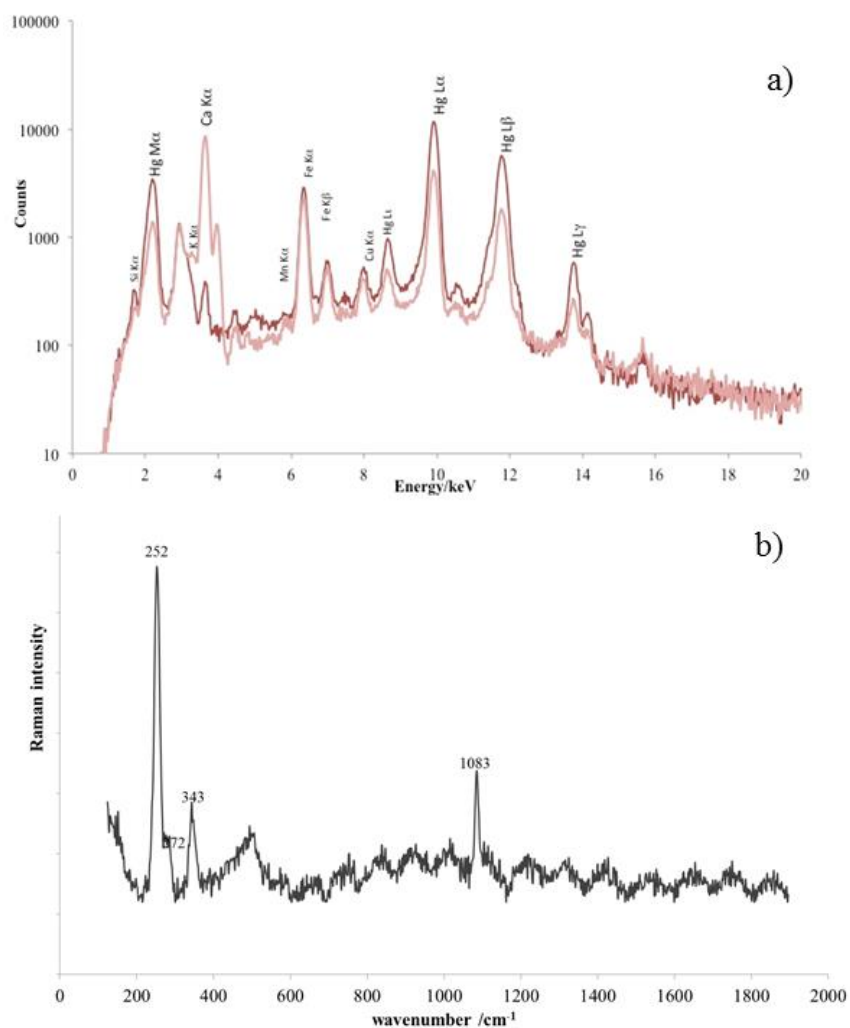 a)
100000
10000
1000
100
10
Counts
Si Kα
Hg Mα
K Kα
Ca Kα
Mn Kα
Fe Kα
Fe Kβ
Cu Kα
Hg Lα
Hg Lβ
Hg Lγ
0 2 4 6 8 10 12 14 16 18 20
Energy/keV
b)
252
343
1083
Raman intensity
0 200 400 600 800 1000 1200 1400 1600 1800 2000
wavenumber /cm-1